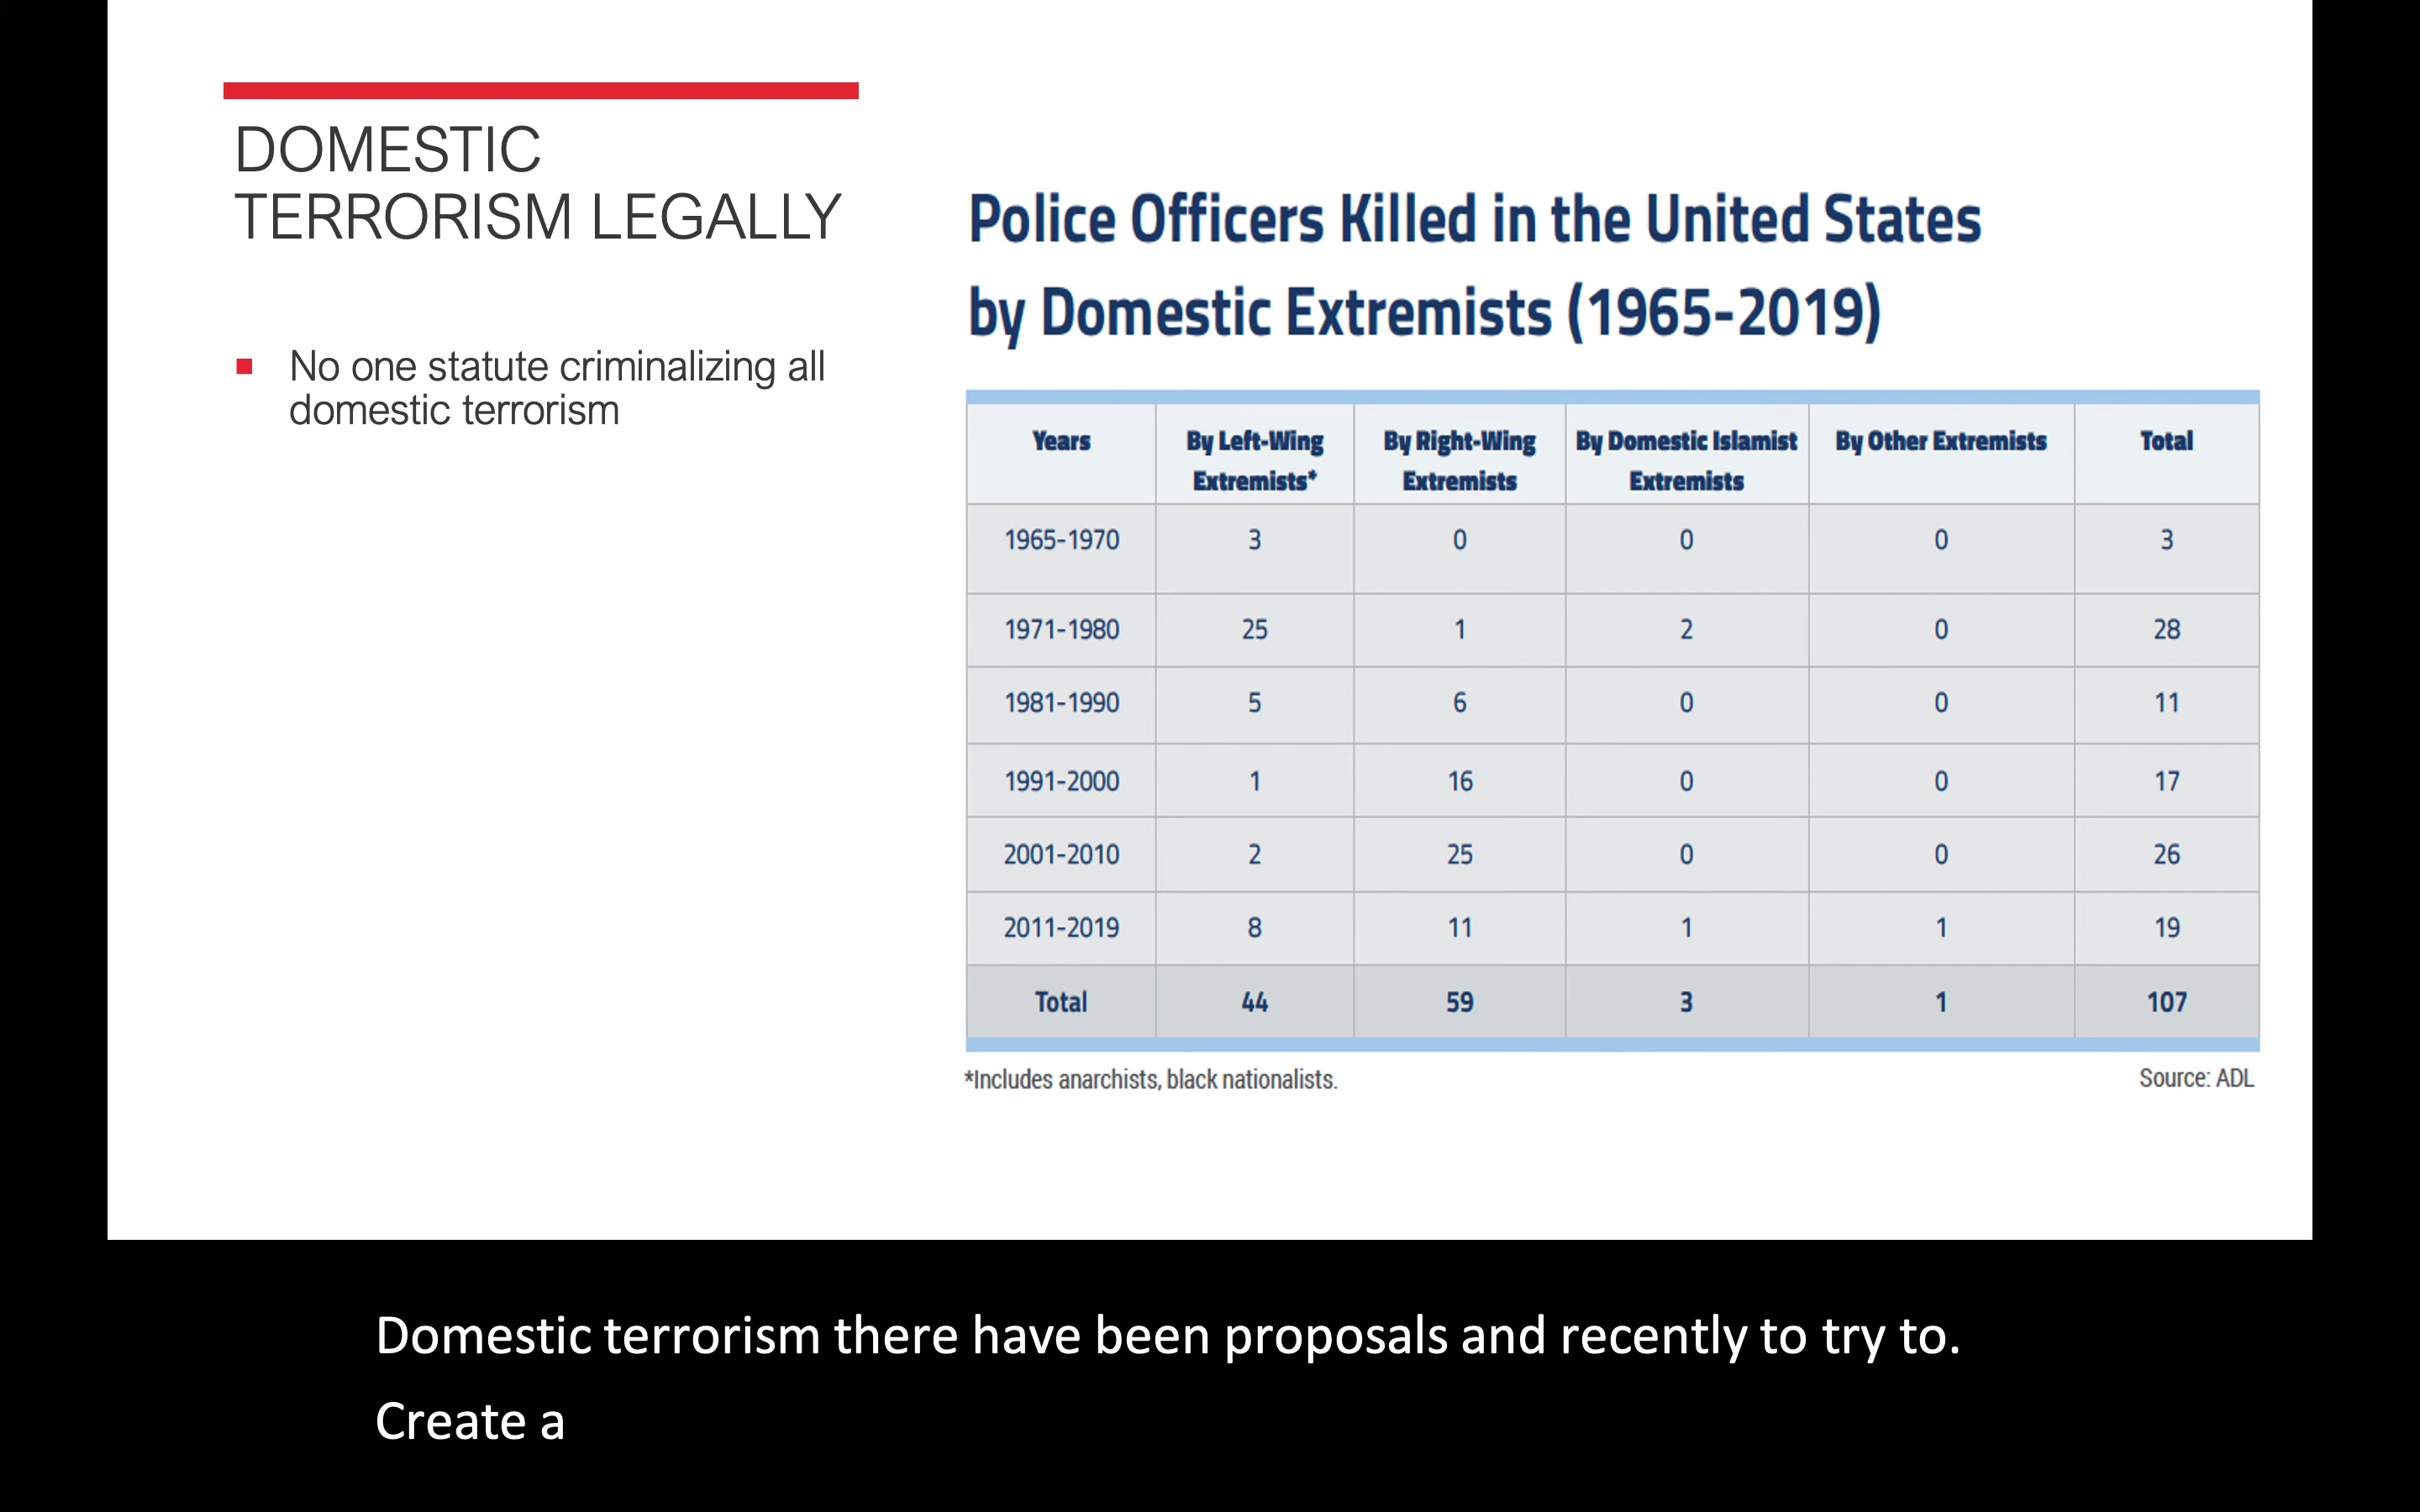 DOMESTIC
TERRORISM LEGALLY
No one statute criminalizing all
domestic terrorism
Police Officers Killed in the United States
by Domestic Extremists (1965-2019)
Years By Left-Wing Extremists* By Right-Wing Extremists By Domestic Islamist Extremists By Other Extremists Total
1965-1970 3 0 0 0 3
1971-1980 25 1 2 0 28
1981-1990 5 6 0 0 11
1991-2000 1 16 0 0 17
2001-2010 2 25 0 0 26
2011-2019 8 11 1 1 19
Total 44 59 3 1 107
*Includes anarchists, black nationalists. Source: ADL
Domestic terrorism there have been proposals and recently to try to.
Create a